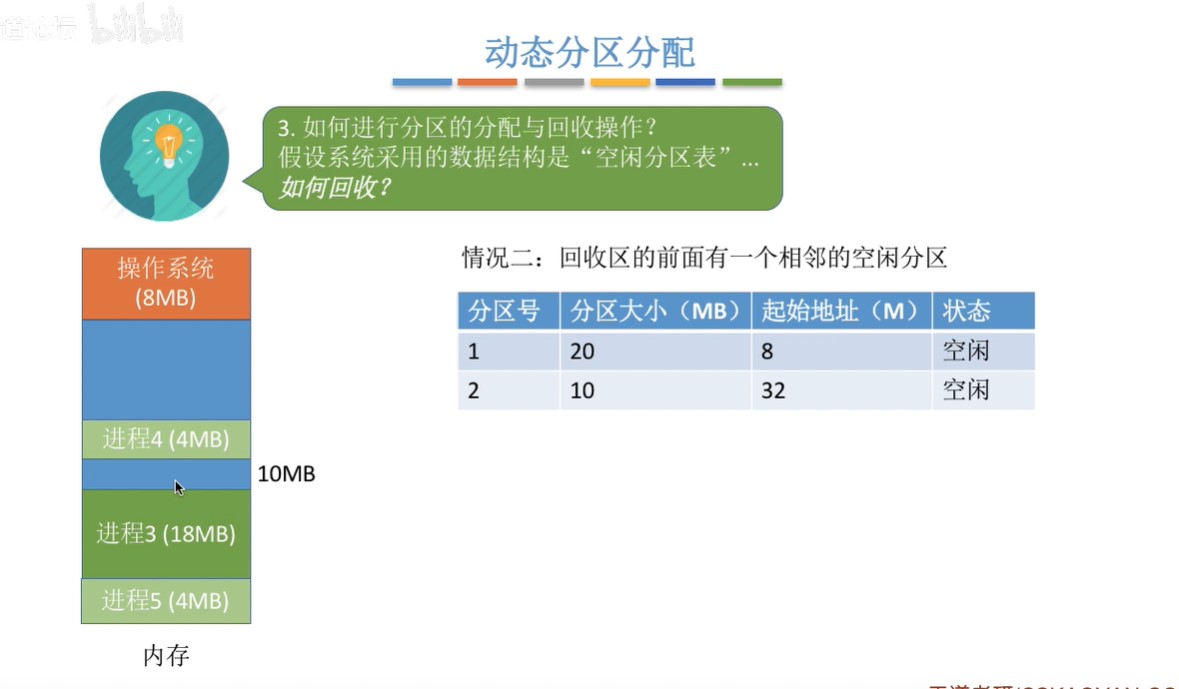 道论坛 bilibili
动态分区分配
3. 如何进行分区的分配与回收操作？
假设系统采用的数据结构是“空闲分区表”...
如何回收？
操作系统
(8MB)
进程4 (4MB)
10MB
进程3 (18MB)
进程5 (4MB)
内存
情况二：回收区的前面有一个相邻的空闲分区
分区号 分区大小（MB） 起始地址（M） 状态
1 20 8 空闲
2 10 32 空闲